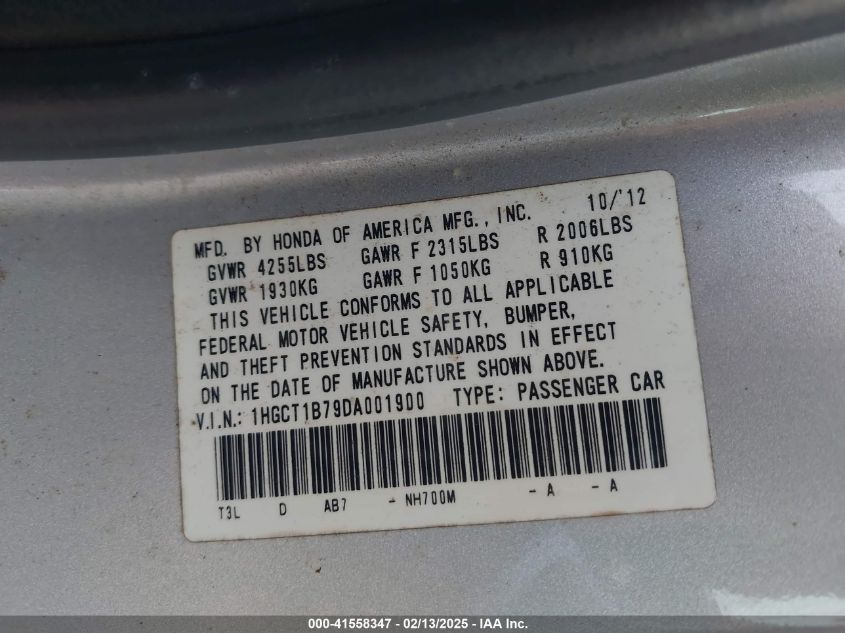 MFD. BY HONDA OF AMERICA MFG., INC. 10/'12
GVWR 4255LBS GAWR F 2315LBS R 2006LBS
GVWR 1930KG GAWR F 1050KG R 910KG
THIS VEHICLE CONFORMS TO ALL APPLICABLE
FEDERAL MOTOR VEHICLE SAFETY, BUMPER,
AND THEFT PREVENTION STANDARDS IN EFFECT
ON THE DATE OF MANUFACTURE SHOWN ABOVE.
V.I.N.: 1HGCT1B79DA001900 TYPE: PASSENGER CAR
T3L D AB7 - NH700M - A - A
000-41558347 - 02/13/2025 - IAA Inc.